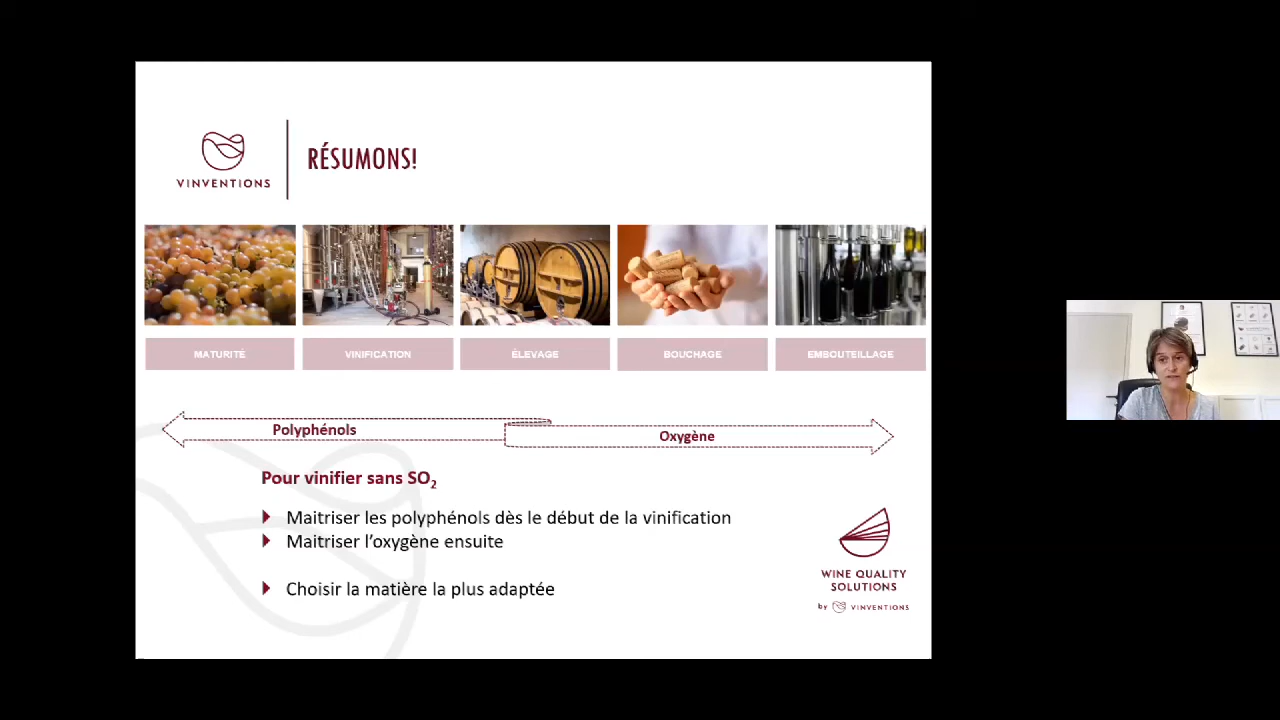 VINVENTIONS
RÉSUMONS!
MATURITÉ
VINIFICATION
ÉLEVAGE
BOUCHAGE
EMBOUTEILLAGE
Polyphénols
Oxygène
Pour vinifier sans SO₂
Maitriser les polyphénols dès le début de la vinification
Maitriser l'oxygène ensuite
Choisir la matière la plus adaptée
WINE QUALITY
SOLUTIONS
by VINVENTIONS